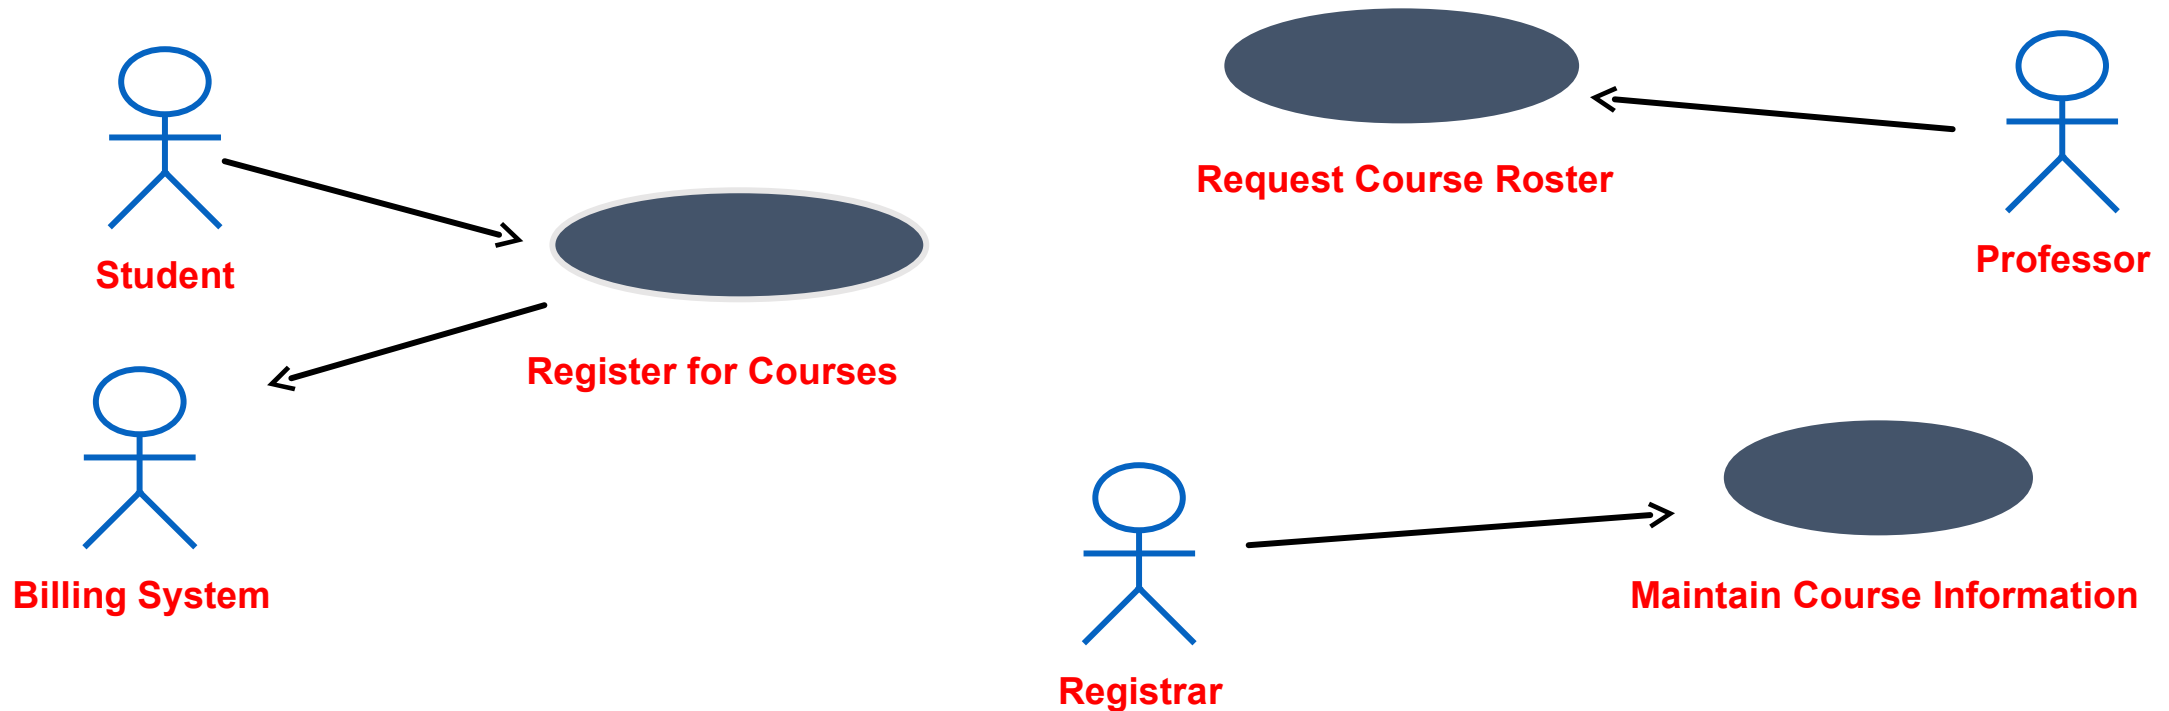 Request Course Roster
Professor
Student
Register for Courses
Billing System
Maintain Course Information
Registrar